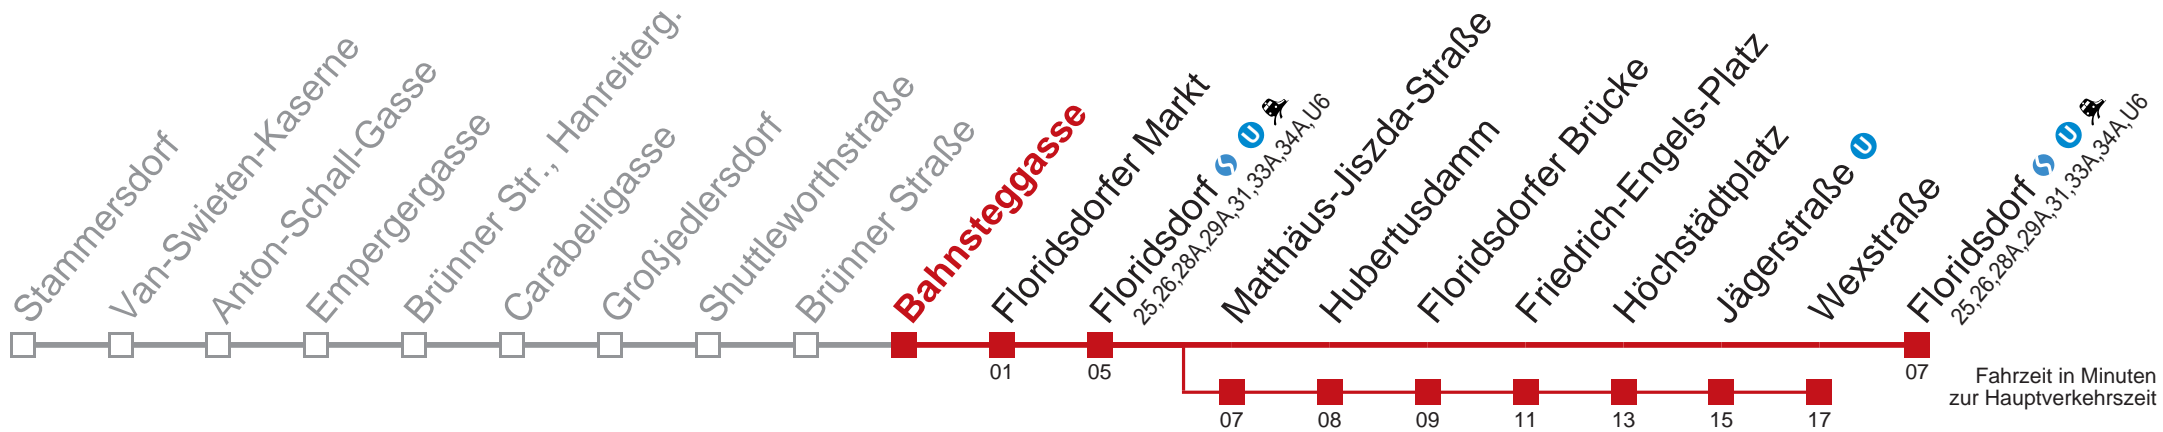 Stammersdorf
Van-Swieten-Kaserne
Anton-Schall-Gasse
Empergergasse
Brünner Str., Hanreiterg.
Carabelligasse
Großjedlersdorf
Shuttleworthstraße
Brünner Straße
Bahnsteggasse
Floridsdorfer Markt
Floridsdorf S U
25,26,28A,29A,31,33A,34A,U6
Matthäus-Jiszda-Straße
Hubertusdamm
Floridsdorfer Brücke
Friedrich-Engels-Platz
Höchstädtplatz
Jägerstraße U
Wexstraße
Floridsdorf S U
25,26,28A,29A,31,33A,34A,U6
01
05
07
Fahrzeit in Minuten
zur Hauptverkehrszeit
07
08
09
11
13
15
17